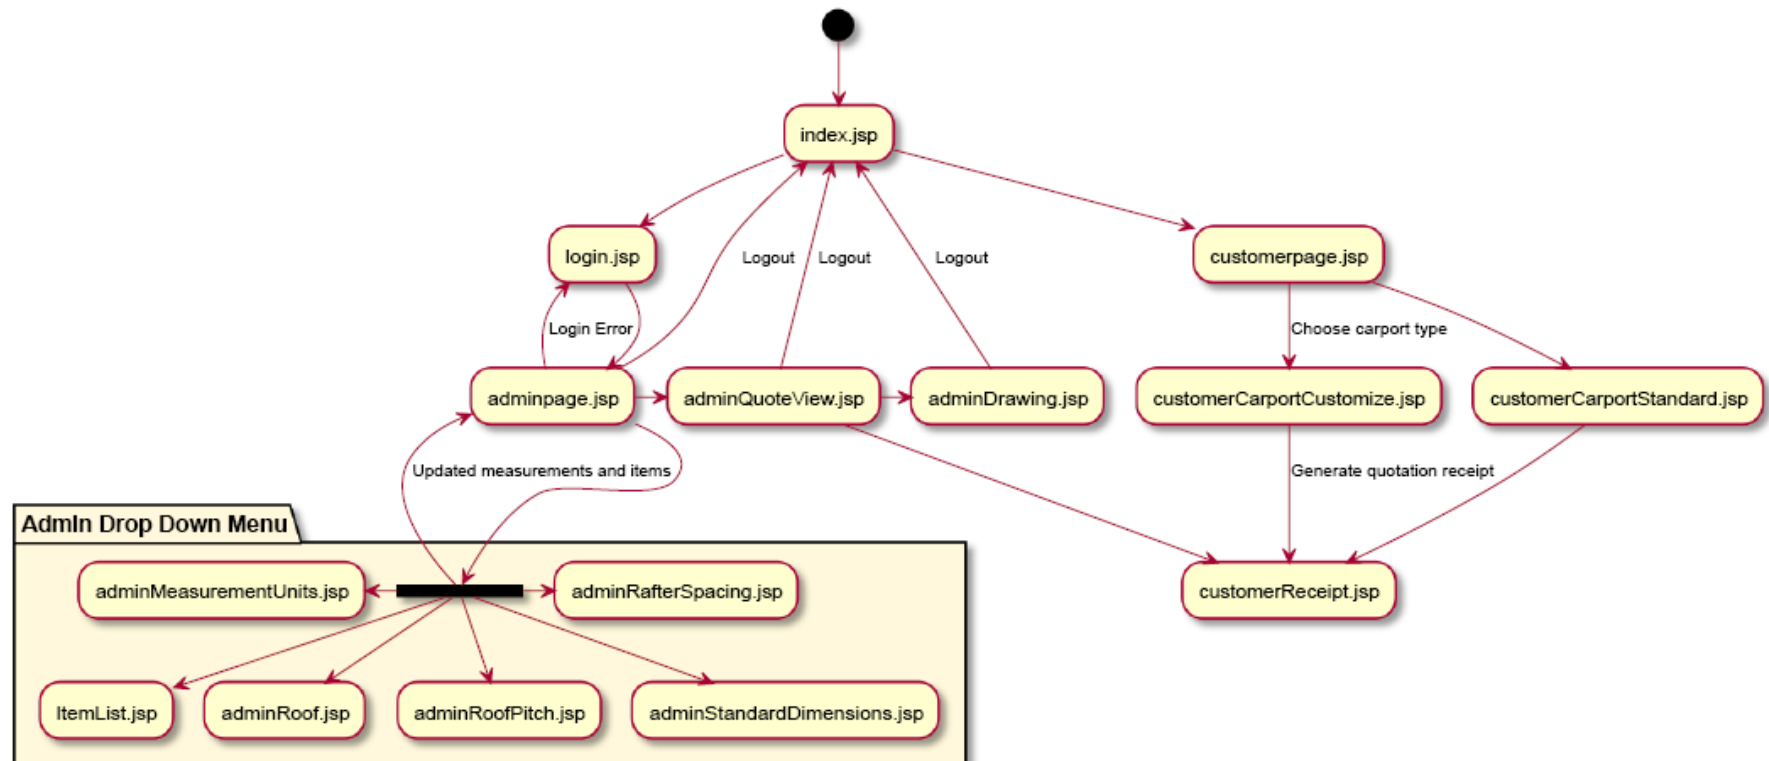 index.jsp
login.jsp
Logout
Logout
Logout
customerpage.jsp
Login Error
Choose carport type
adminpage.jsp
adminQuoteView.jsp
adminDrawing.jsp
customerCarportCustomize.jsp
customerCarportStandard.jsp
Updated measurements and items
Generate quotation receipt
AdmIn Drop Down Menu
adminMeasurementUnits.jsp
adminRafterSpacing.jsp
customerReceipt.jsp
ItemList.jsp
adminRoof.jsp
adminRoofPitch.jsp
adminStandardDimensions.jsp